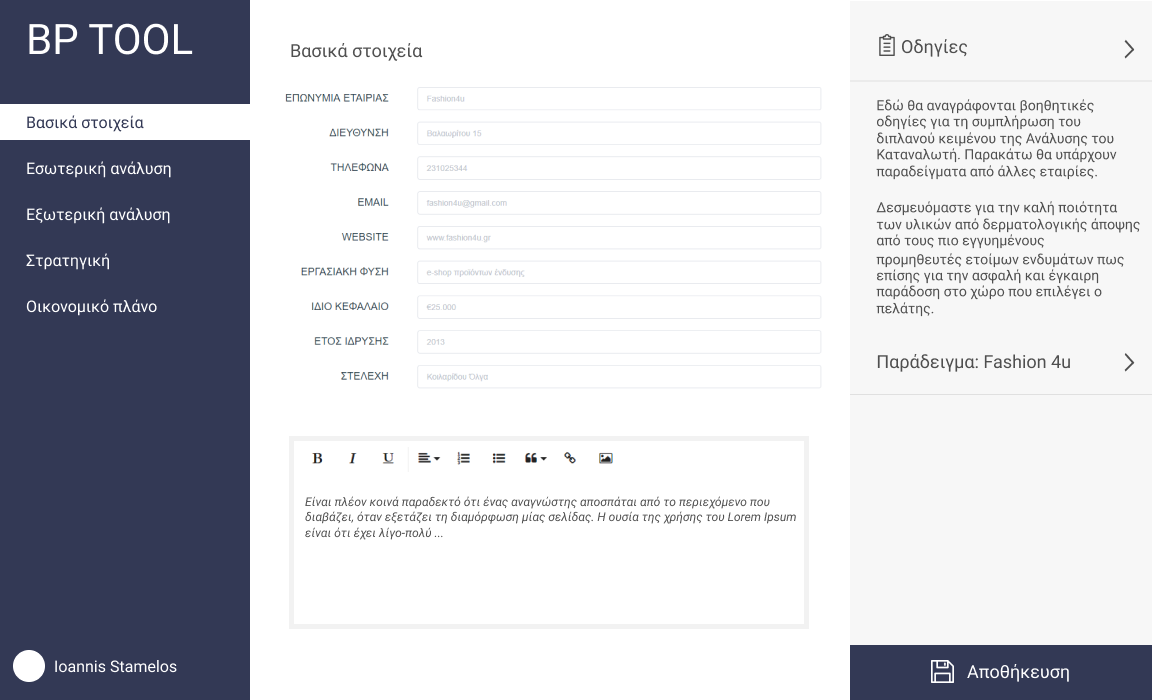 BP TOOL
Βασικά στοιχεία
Εσωτερική ανάλυση
Εξωτερική ανάλυση
Στρατηγική
Οικονομικό πλάνο
Ioannis Stamelos
Βασικά στοιχεία
ΕΠΩΝΥΜΙΑ ΕΤΑΙΡΙΑΣ Fashion4u
ΔΙΕΥΘΥΝΣΗ Βαλαωρίτου 15
ΤΗΛΕΦΩΝΑ 231025344
EMAIL fashion4u@gmail.com
WEBSITE www.fashion4u.gr
ΕΡΓΑΣΙΑΚΗ ΦΥΣΗ e-shop προϊόντων ένδυσης
ΙΔΙΟ ΚΕΦΑΛΑΙΟ €25.000
ΕΤΟΣ ΙΔΡΥΣΗΣ 2013
ΣΤΕΛΕΧΗ Κοιλαρίδου Όλγα
B I U
Είναι πλέον κοινά παραδεκτό ότι ένας αναγνώστης αποσπάται από το περιεχόμενο που
διαβάζει, όταν εξετάζει τη διαμόρφωση μίας σελίδας. Η ουσία της χρήσης του Lorem Ipsum
είναι ότι έχει λίγο-πολύ ...
Οδηγίες
Εδώ θα αναγράφονται βοηθητικές
οδηγίες για τη συμπλήρωση του
διπλανού κειμένου της Ανάλυσης του
Καταναλωτή. Παρακάτω θα υπάρχουν
παραδείγματα από άλλες εταιρίες.
Δεσμευόμαστε για την καλή ποιότητα
των υλικών από δερματολογικής άποψης
από τους πιο εγγυημένους
προμηθευτές ετοίμων ενδυμάτων πως
επίσης για την ασφαλή και έγκαιρη
παράδοση στο χώρο που επιλέγει ο
πελάτης.
Παράδειγμα: Fashion 4u
Αποθήκευση